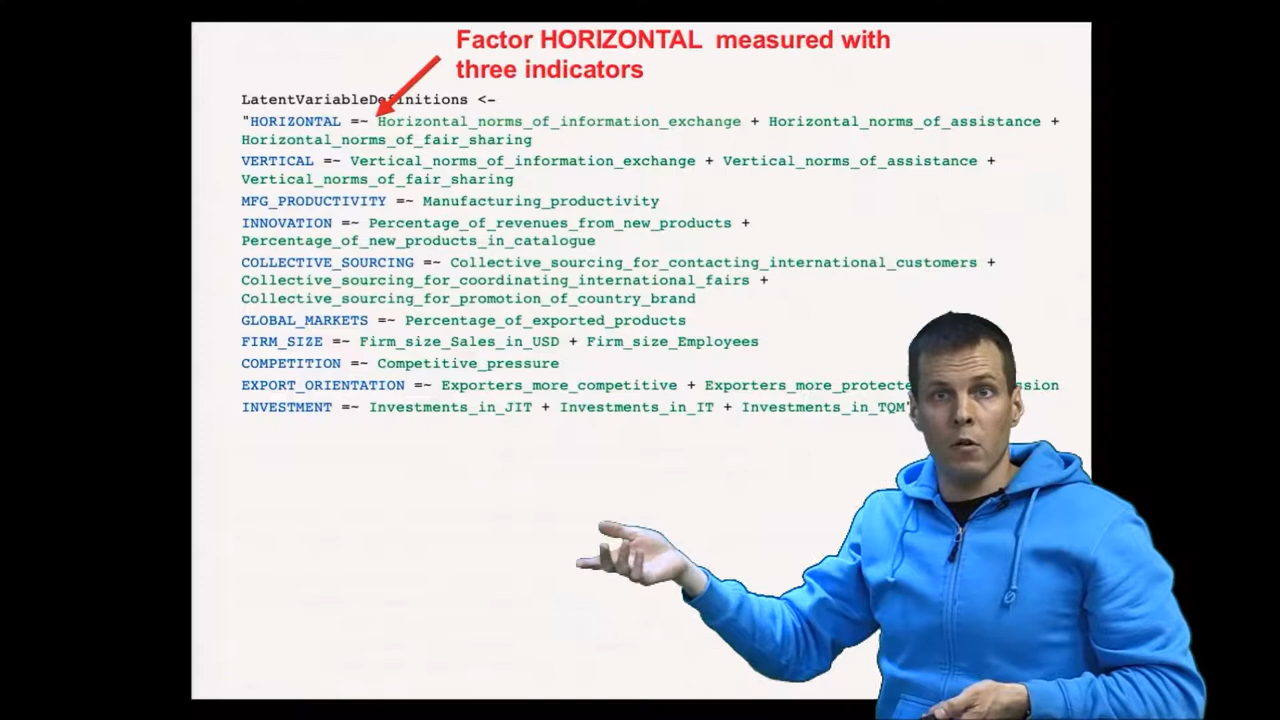 Factor HORIZONTAL measured with
three indicators
LatentVariableDefinitions <-
"HORIZONTAL =~ Horizontal_norms_of_information_exchange + Horizontal_norms_of_assistance +
Horizontal_norms_of_fair_sharing
VERTICAL =~ Vertical_norms_of_information_exchange + Vertical_norms_of_assistance +
Vertical_norms_of_fair_sharing
MFG_PRODUCTIVITY =~ Manufacturing_productivity
INNOVATION =~ Percentage_of_revenues_from_new_products +
Percentage_of_new_products_in_catalogue
COLLECTIVE_SOURCING =~ Collective_sourcing_for_contacting_international_customers +
Collective_sourcing_for_coordinating_international_fairs +
Collective_sourcing_for_promotion_of_country_brand
GLOBAL_MARKETS =~ Percentage_of_exported_products
FIRM_SIZE =~ Firm_size_Sales_in_USD + Firm_size_Employees
COMPETITION =~ Competitive_pressure
EXPORT_ORIENTATION =~ Exporters_more_competitive +
INVESTMENT =~ Investments_in_JIT + Investments_in_IT + Investments_in_TQM"